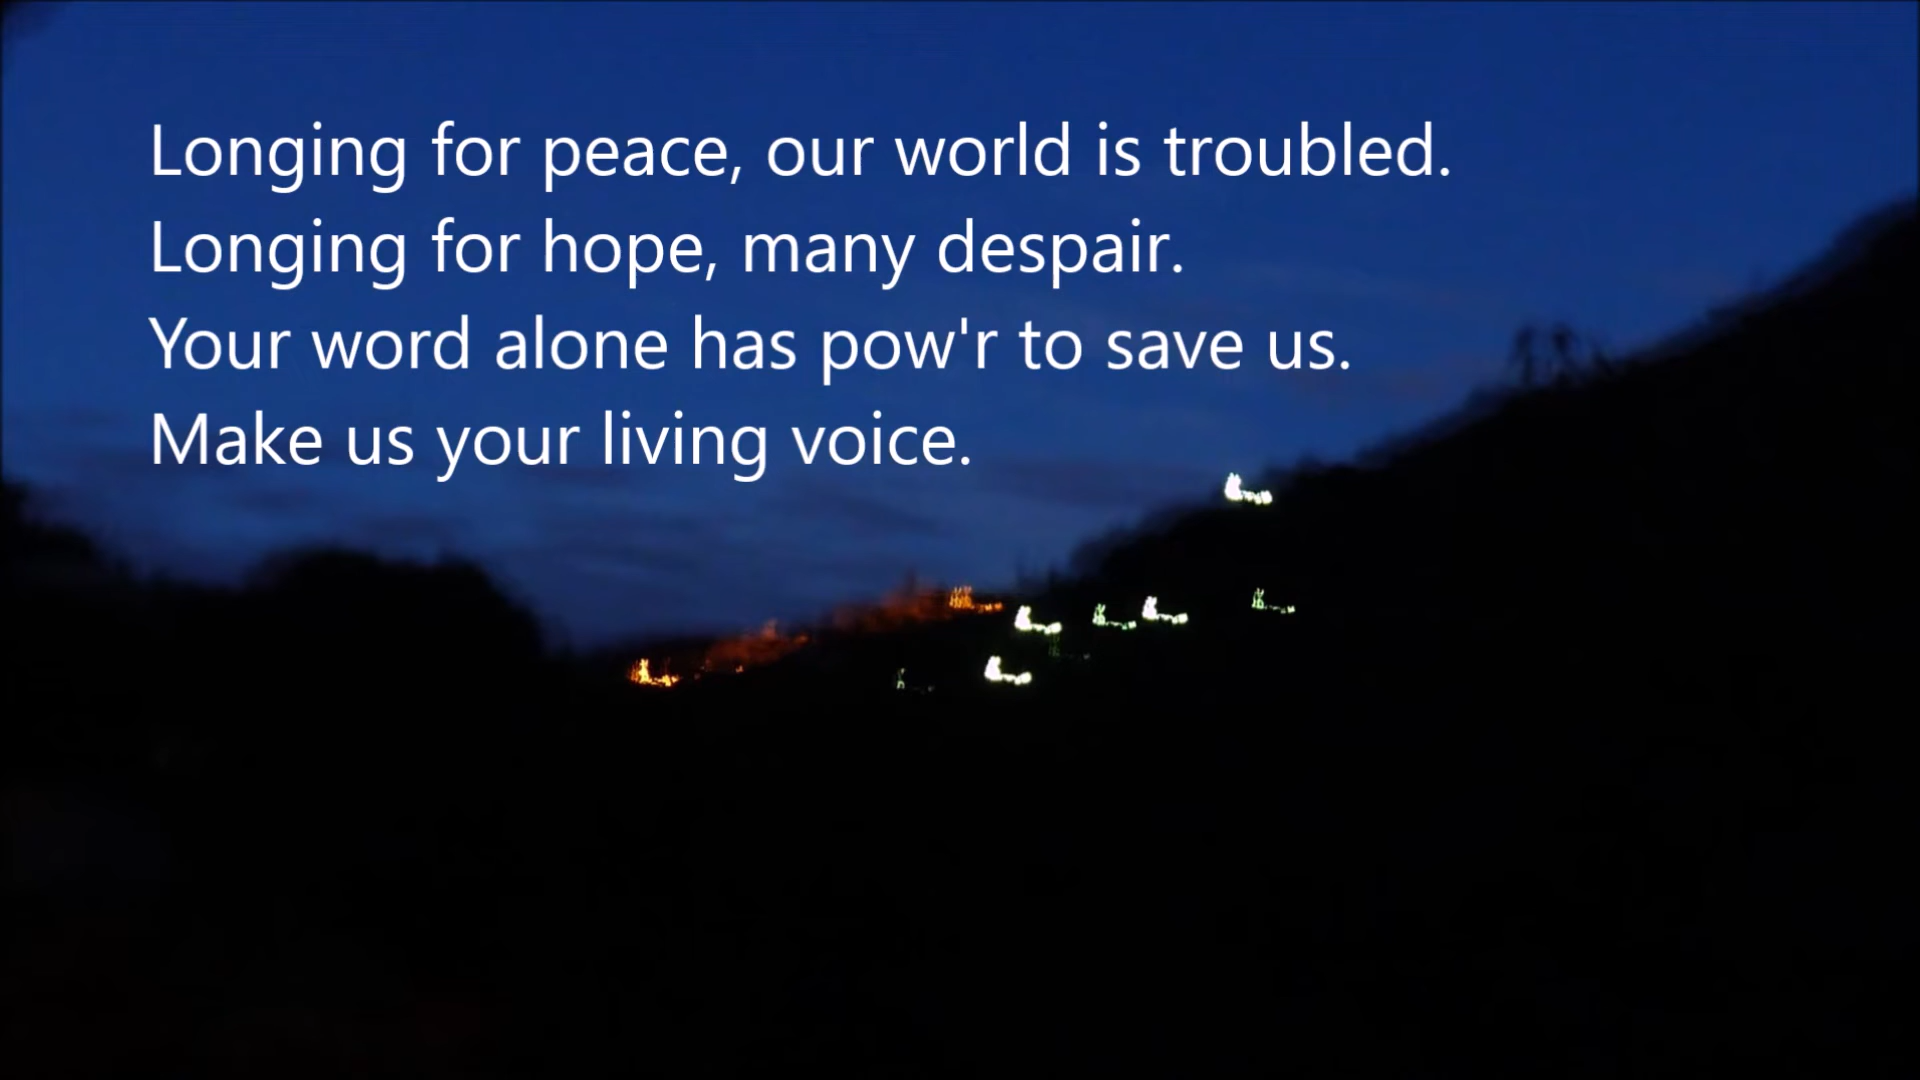 Longing for peace, our world is troubled.
Longing for hope, many despair.
Your word alone has pow'r to save us.
Make us your living voice.